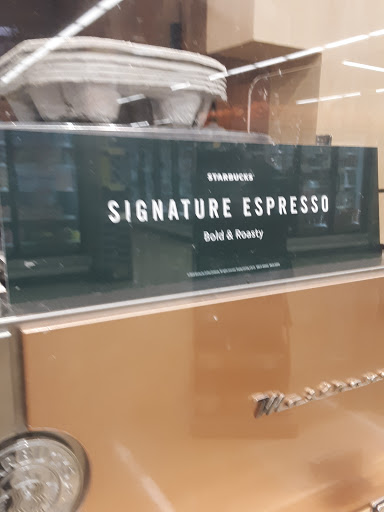 STARBUCKS
SIGNATURE ESPRESSO
Bold & Roasty